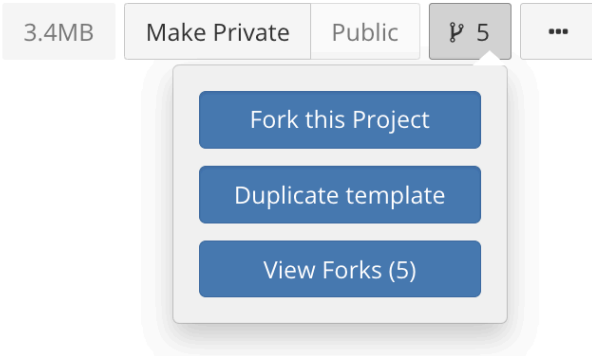 3.4MB Make Private Public 5 •••
Fork this Project
Duplicate template
View Forks (5)